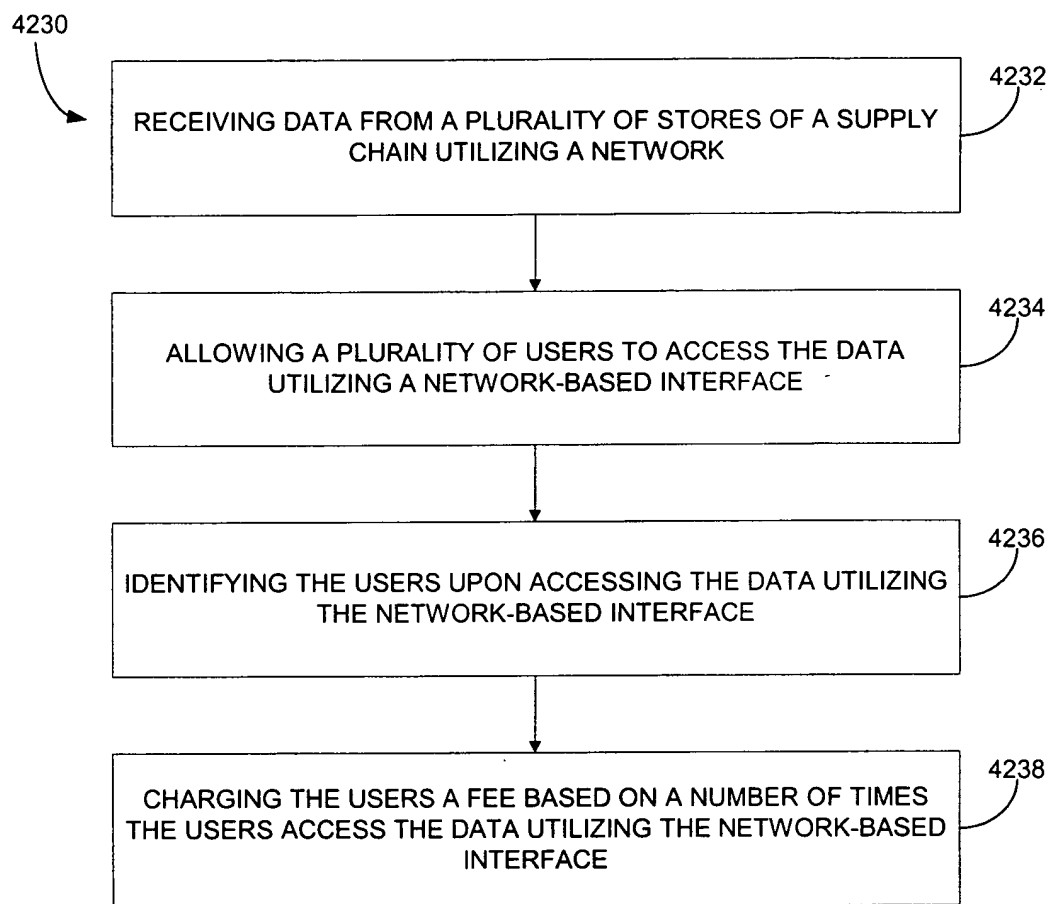 4230
4232
RECEIVING DATA FROM A PLURALITY OF STORES OF A SUPPLY
CHAIN UTILIZING A NETWORK
4234
ALLOWING A PLURALITY OF USERS TO ACCESS THE DATA
UTILIZING A NETWORK-BASED INTERFACE
4236
IDENTIFYING THE USERS UPON ACCESSING THE DATA UTILIZING
THE NETWORK-BASED INTERFACE
4238
CHARGING THE USERS A FEE BASED ON A NUMBER OF TIMES
THE USERS ACCESS THE DATA UTILIZING THE NETWORK-BASED
INTERFACE